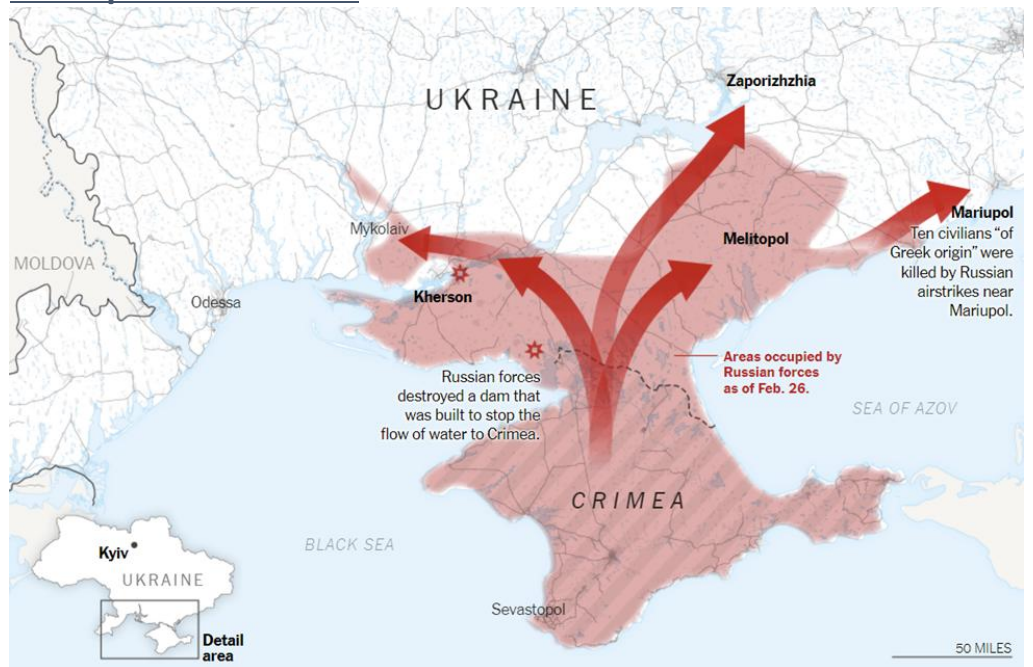 Zaporizhzhia
UKRAINE
Mykolaiv
Melitopol
Mariupol
Ten civilians “of
Greek origin” were
killed by Russian
airstrikes near
Mariupol.
MOLDOVA
Odessa
Kherson
Russian forces
destroyed a dam that
was built to stop the
flow of water to Crimea.
Areas occupied by
Russian forces
as of Feb. 26.
SEA OF AZOV
CRIMEA
BLACK SEA
Kyiv
UKRAINE
Sevastopol
Detail
area
50 MILES